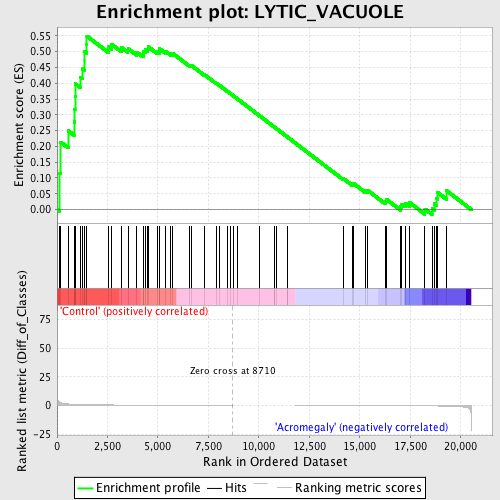 Enrichment plot: LYTIC_VACUOLE
Enrichment score (ES)
0.55
0.50
0.45
0.40
0.35
0.30
0.25
0.20
0.15
0.10
0.05
0.00
'Control' (positively correlated)
Ranked list metric (Diff_of_Classes)
75
50
25
0
-25
Zero cross at 8710
'Acromegaly' (negatively correlated)
0 2,500 5,000 7,500 10,000 12,500 15,000 17,500 20,000
Rank in Ordered Dataset
Enrichment profile Hits Ranking metric scores